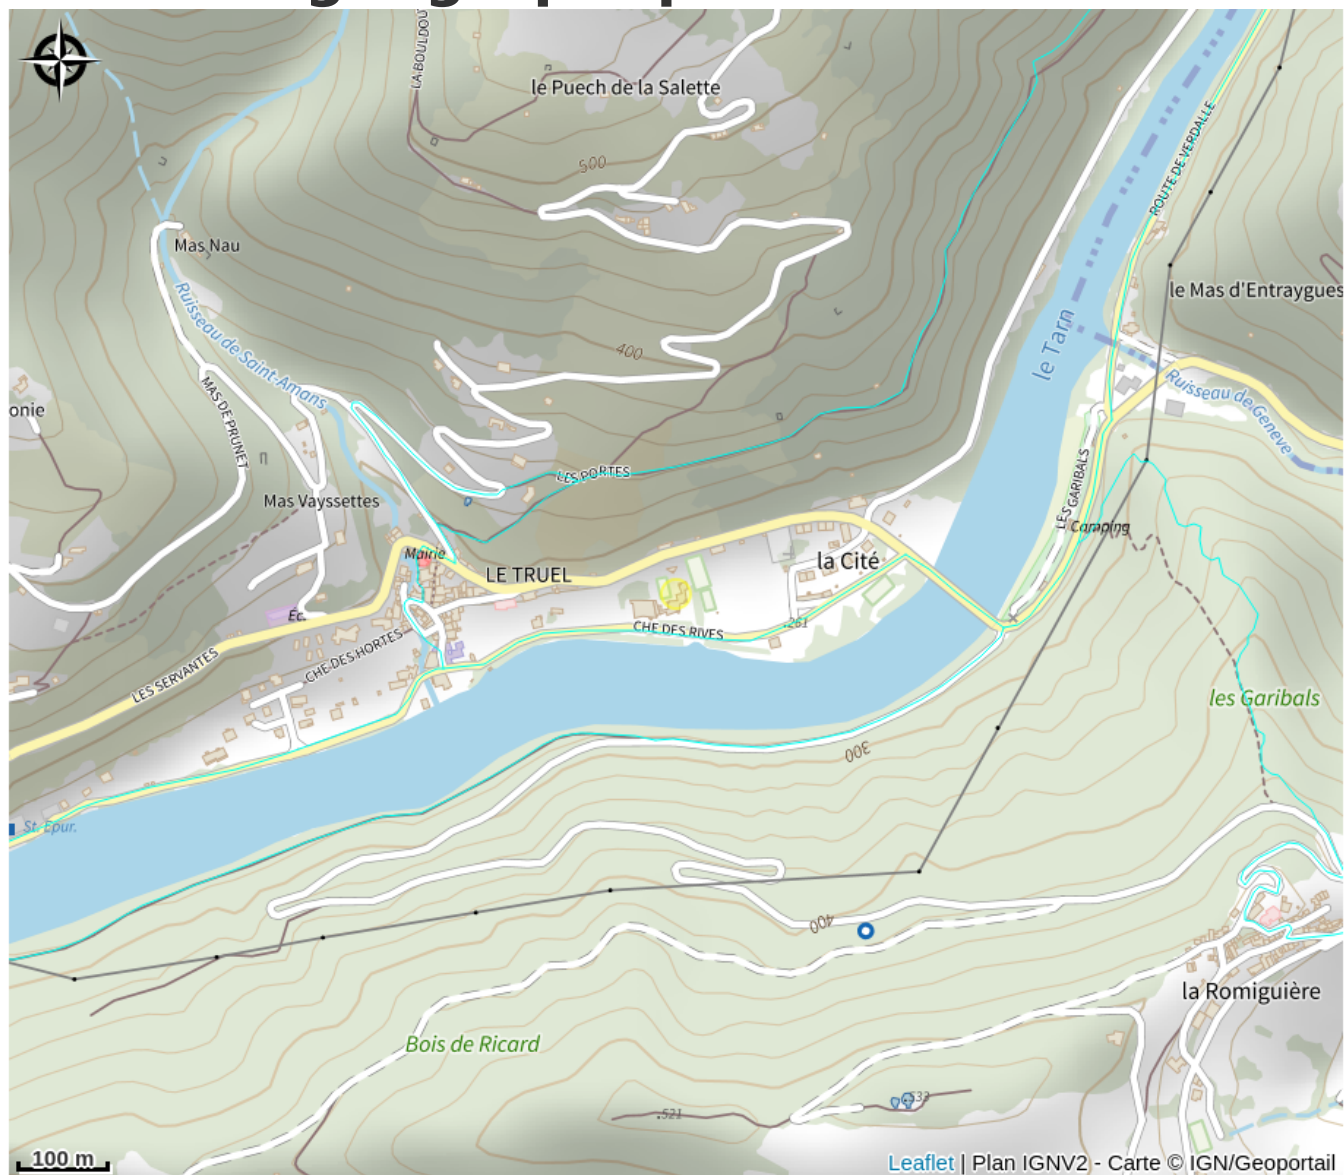 LA BOULDOU
le Puech de la Salette
500
ROUTE DE VERDALLE
Mas Nau
le Mas d'Entraygues
Ruisseau de Saint-Amans
le Tarn
400
Ruisseau de Geneve
onie
MAS DE PRUNET
LES PORTES
Mas Vayssettes
LES GARIBALS
Camping
Mairie
LE TRUEL
la Cité
Éc.
CHE DES RIVES
.261
CHE DES HORTES
LES SERVANTES
les Garibals
300
St. Epur.
400
la Romiguière
Bois de Ricard
.533
.521
100 m
Leaflet | Plan IGNV2 - Carte © IGN/Geoportail